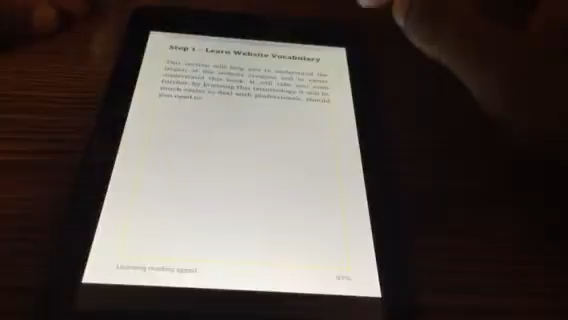 Step 1 - Learn Website Vocabulary
This section will help you to understand the
jargon of the website creation and to better
understand this book. It will take you even
further by learning this terminology it will be
much easier to deal with professionals, should
you need to.
Learning reading speed